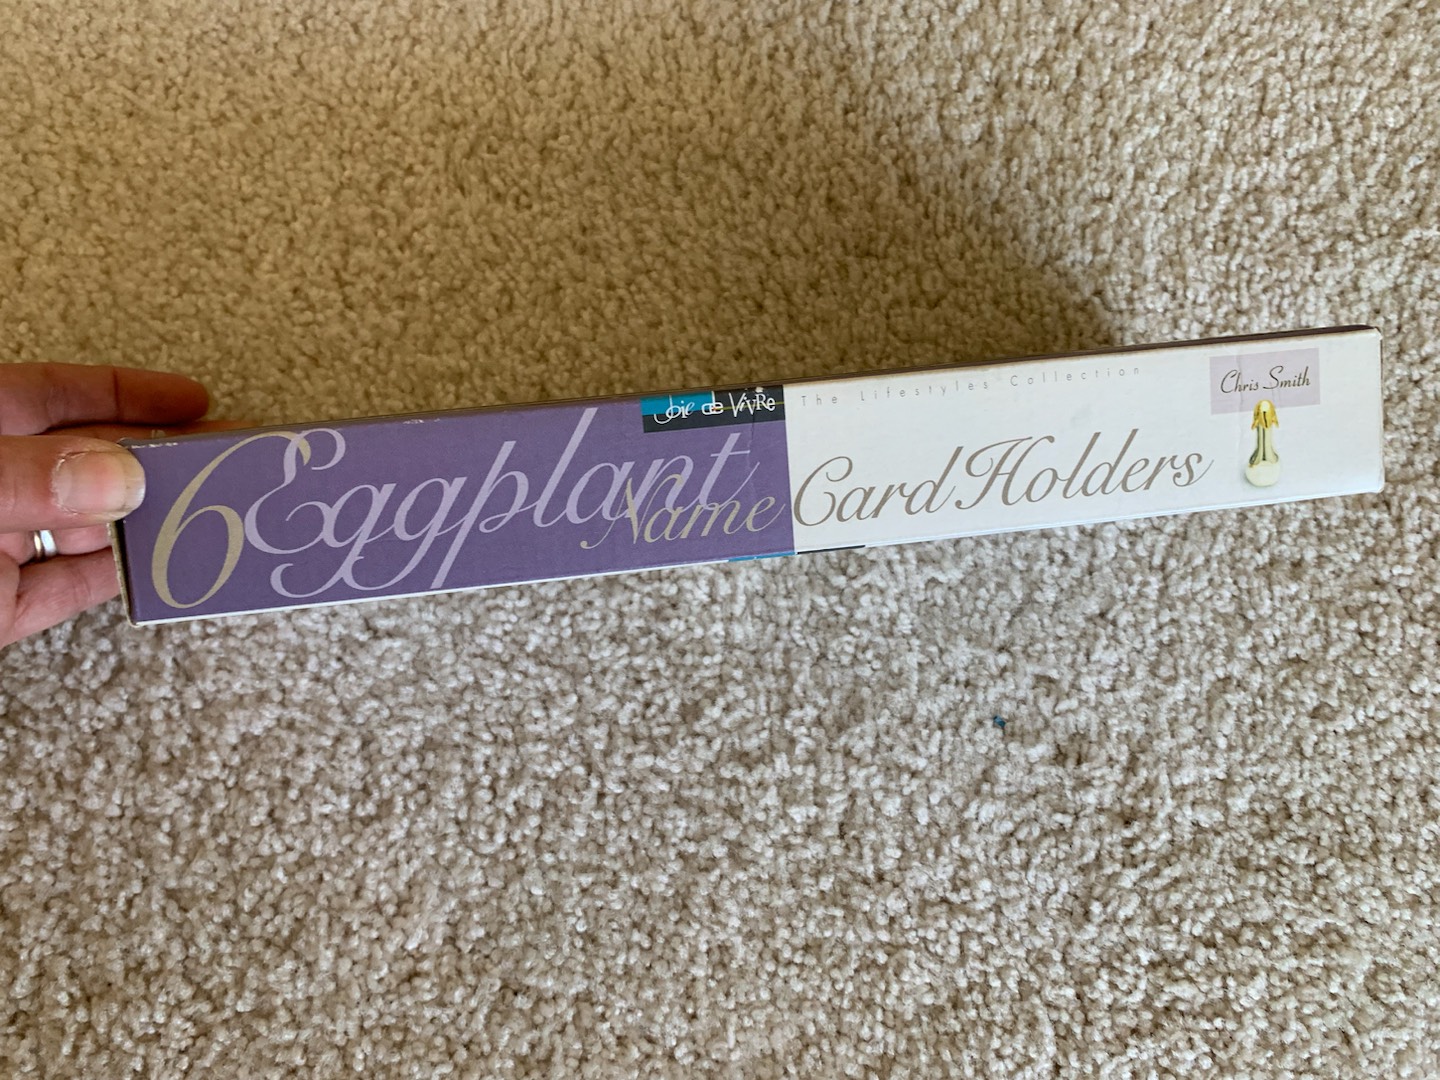 Joie de ViVRe
The Lifestyles Collection
Chris Smith
6 Eggplant
Name Card Holders